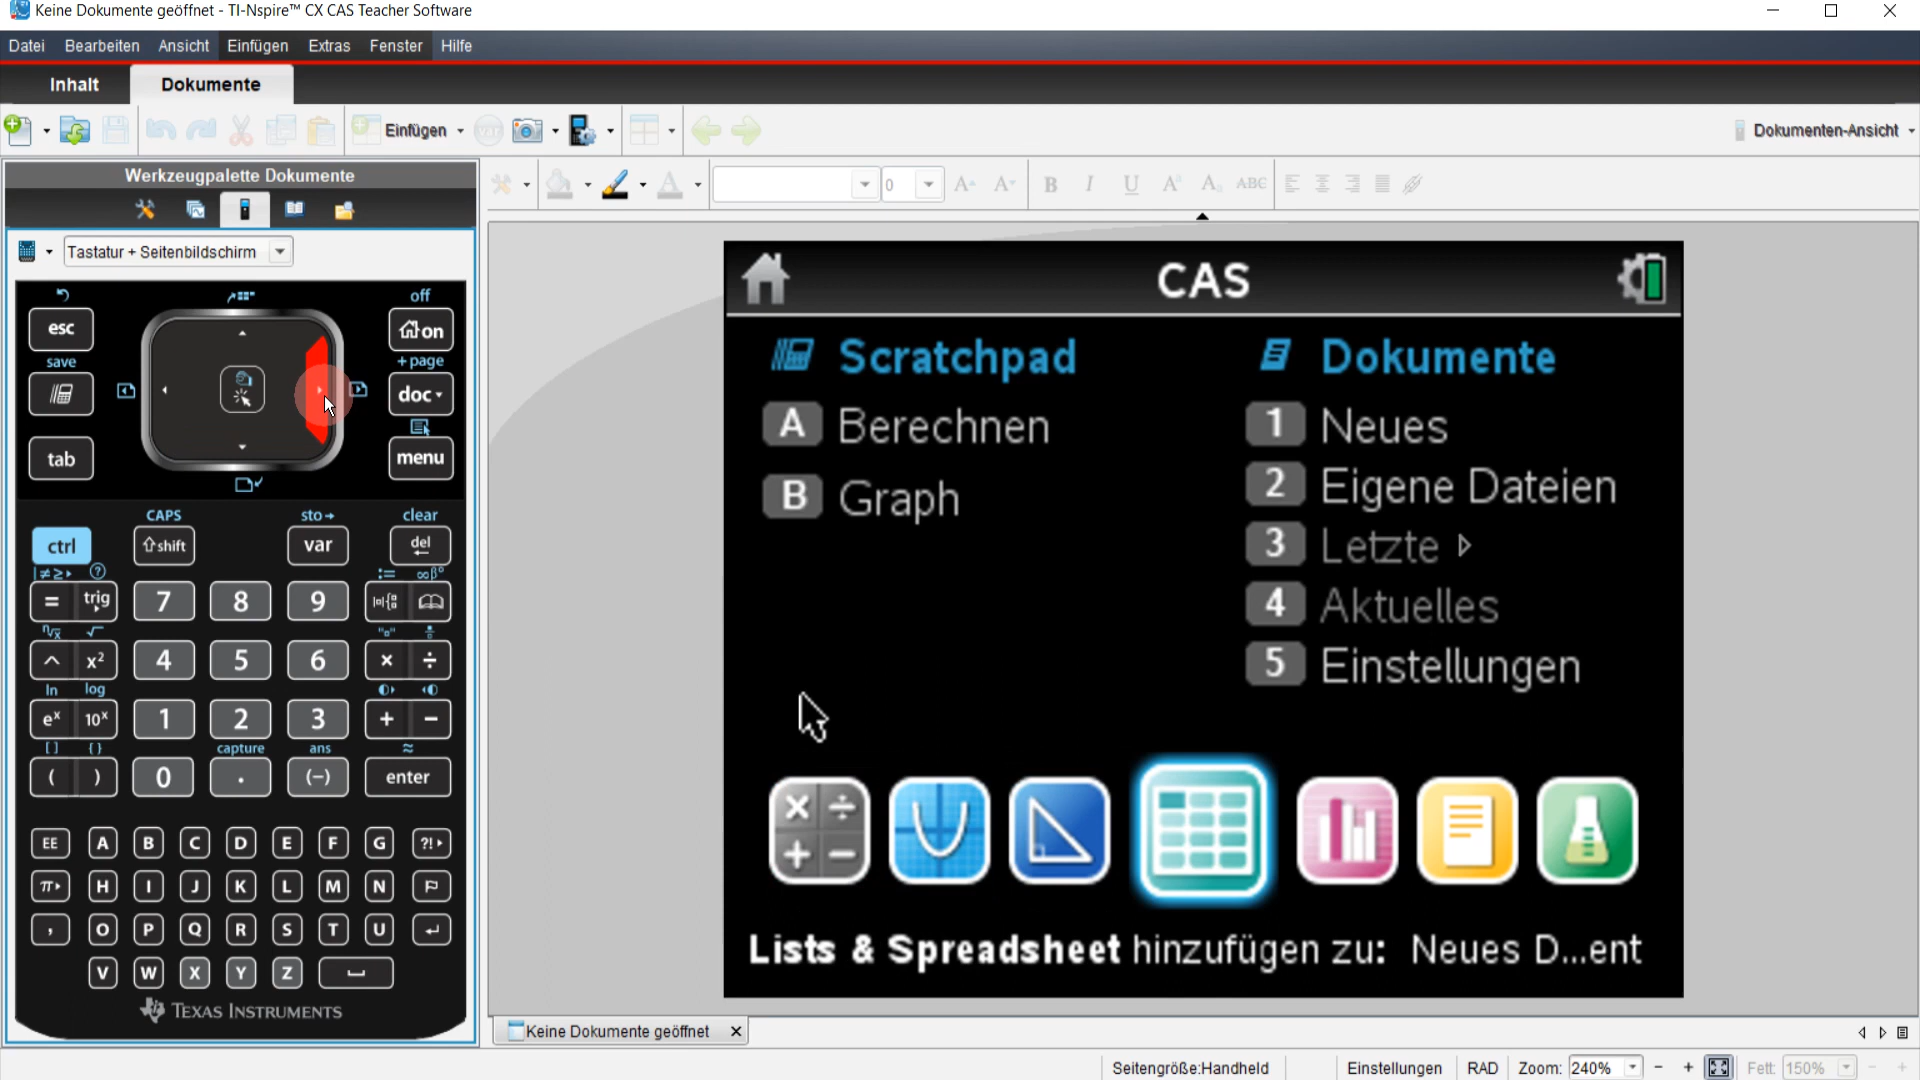 Keine Dokumente geöffnet - TI-Nspire™ CX CAS Teacher Software
Datei Bearbeiten Ansicht Einfügen Extras Fenster Hilfe
Inhalt Dokumente
Einfügen Dokumenten-Ansicht
Werkzeugpalette Dokumente
0 B I U ABC
Tastatur + Seitenbildschirm
off
esc on
save + page
doc
tab menu
CAPS sto→ clear
ctrl ⇧shift var del
= trig 7 8 9
^ x² 4 5 6 × ÷
ln log
eˣ 10ˣ 1 2 3 + −
[ ] { } capture ans ≈
( ) 0 . (−) enter
EE A B C D E F G ?!▸
π▸ H I J K L M N
, O P Q R S T U ↵
V W X Y Z
TEXAS INSTRUMENTS
CAS
Scratchpad
A Berechnen
B Graph
Dokumente
1 Neues
2 Eigene Dateien
3 Letzte ▹
4 Aktuelles
5 Einstellungen
Lists & Spreadsheet hinzufügen zu: Neues D...ent
Keine Dokumente geöffnet
Seitengröße:Handheld Einstellungen RAD Zoom: 240% − + Fett: 150% − +